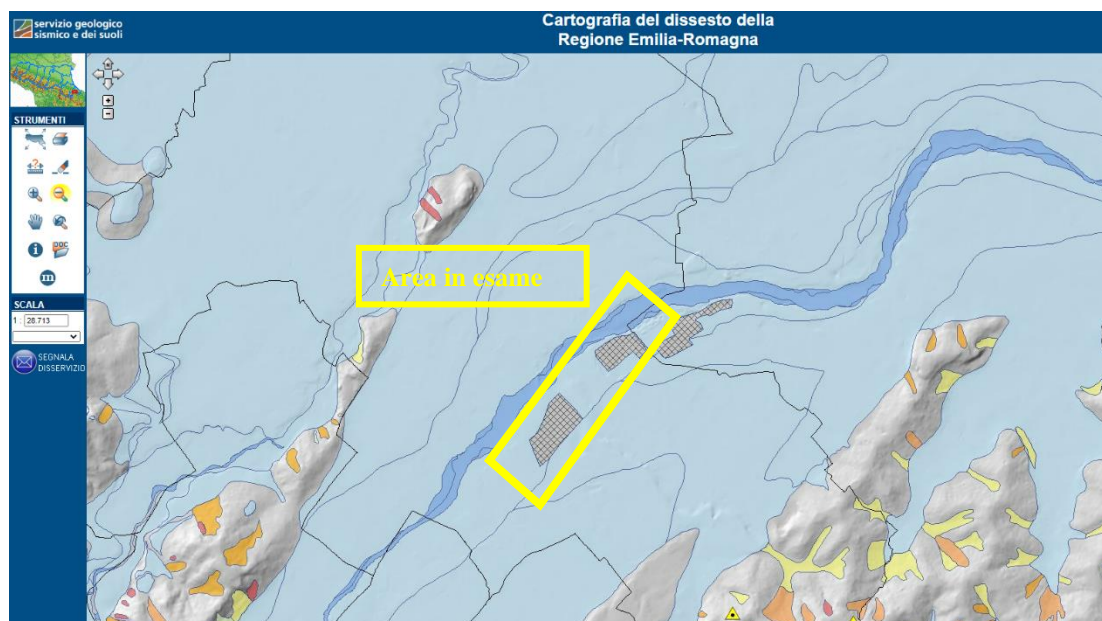 servizio geologico
sismico e dei suoli
Cartografia del dissesto della
Regione Emilia-Romagna
STRUMENTI
i
DOC
m
SCALA
1 : 28.713
SEGNALA
DISSERVIZIO
Area in esame